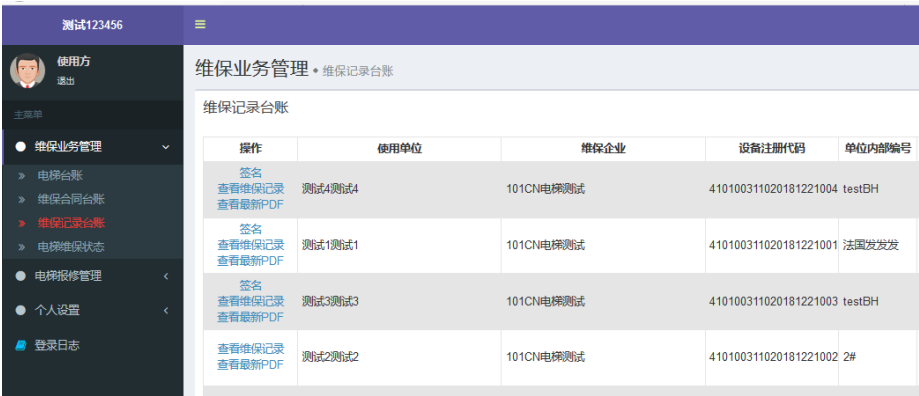 测试123456
使用方
退出
主菜单
维保业务管理
电梯台账
维保合同台账
维保记录台账
电梯维保状态
电梯报修管理
个人设置
登录日志
维保业务管理 • 维保记录台账
维保记录台账
操作 使用单位 维保企业 设备注册代码 单位内部编号
签名
查看维保记录 测试4测试4 101CN电梯测试 410100311020181221004 testBH
查看最新PDF
签名
查看维保记录 测试1测试1 101CN电梯测试 410100311020181221001 法国发发发
查看最新PDF
签名
查看维保记录 测试3测试3 101CN电梯测试 410100311020181221003 testBH
查看最新PDF
查看维保记录 测试2测试2 101CN电梯测试 410100311020181221002 2#
查看最新PDF